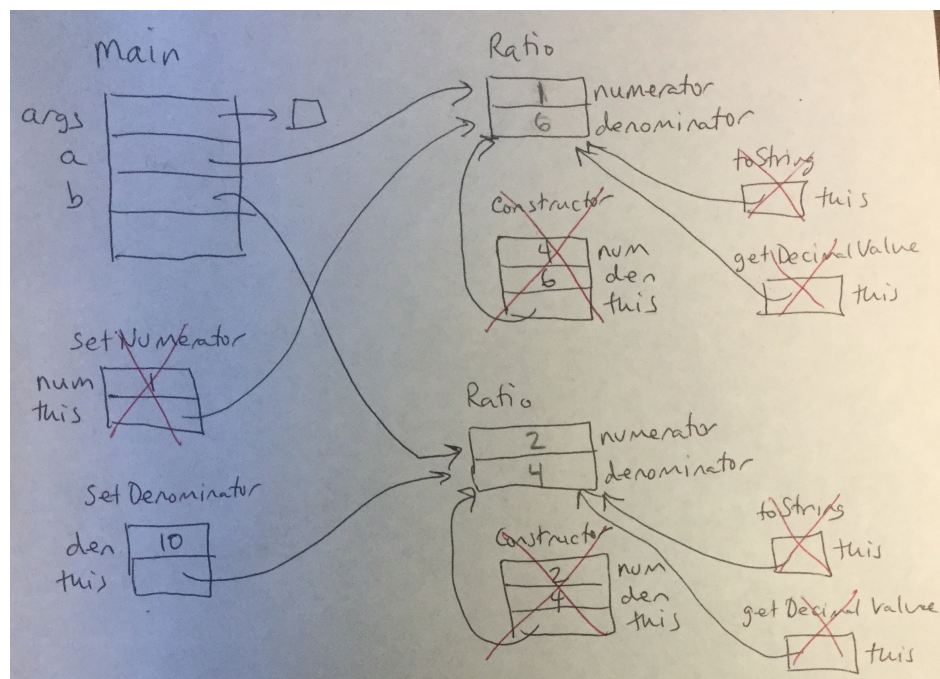 Main
args
a
b
Ratio
1 numerator
6 denominator
toString
this
Constructor
4 num
6 den
this
getDecimalValue
this
setNumerator
num 1
this
Ratio
2 numerator
4 denominator
Set Denominator
den 10
this
Constructor
2 num
4 den
this
toString
this
getDecimalValue
this